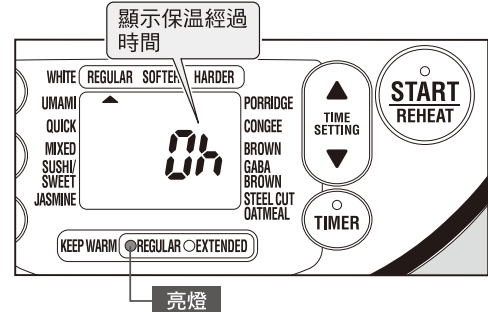 顯示保温經過
時間
WHITE REGULAR SOFTER HARDER
UMAMI
QUICK
MIXED
SUSHI/
SWEET
JASMINE
0h
PORRIDGE
CONGEE
BROWN
GABA
BROWN
STEEL CUT
OATMEAL
TIME
SETTING
START
REHEAT
TIMER
KEEP WARM REGULAR EXTENDED
亮燈